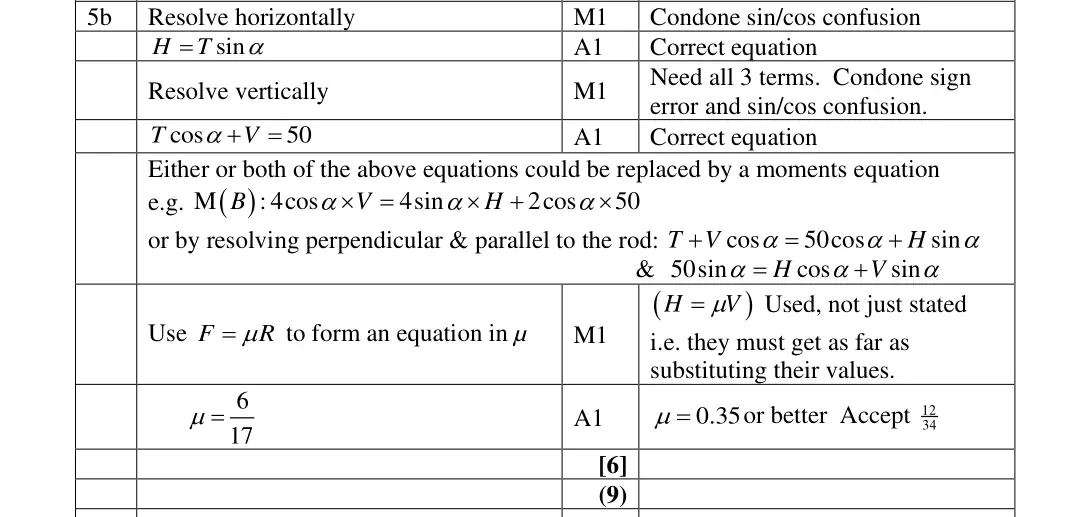 5b Resolve horizontally M1 Condone sin/cos confusion
H = T sin α A1 Correct equation
Resolve vertically M1 Need all 3 terms. Condone sign
error and sin/cos confusion.
T cos α + V = 50 A1 Correct equation
Either or both of the above equations could be replaced by a moments equation
e.g. M(B): 4cos α × V = 4sin α × H + 2cos α × 50
or by resolving perpendicular & parallel to the rod: T + V cos α = 50cos α + H sin α
& 50sin α = H cos α + V sin α
Use F = μR to form an equation in μ M1 (H = μV) Used, not just stated
i.e. they must get as far as
substituting their values.
μ = 6/17 A1 μ = 0.35 or better Accept 12/34
[6]
(9)